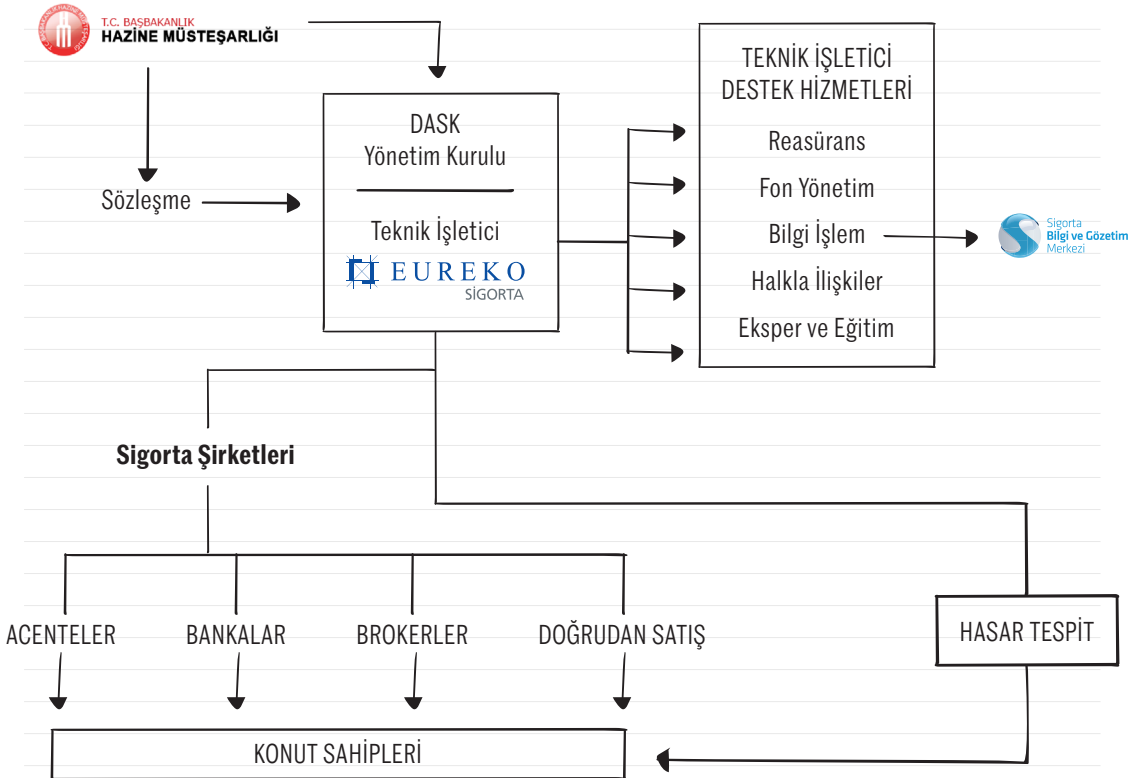 T.C. BAŞBAKANLIK
HAZİNE MÜSTEŞARLIĞI
Sözleşme
DASK
Yönetim Kurulu
Teknik İşletici
EUREKO
SİGORTA
TEKNİK İŞLETİCİ
DESTEK HİZMETLERİ
Reasürans
Fon Yönetim
Bilgi İşlem
Halkla İlişkiler
Eksper ve Eğitim
Sigorta
Bilgi ve Gözetim
Merkezi
Sigorta Şirketleri
ACENTELER
BANKALAR
BROKERLER
DOĞRUDAN SATIŞ
HASAR TESPİT
KONUT SAHİPLERİ